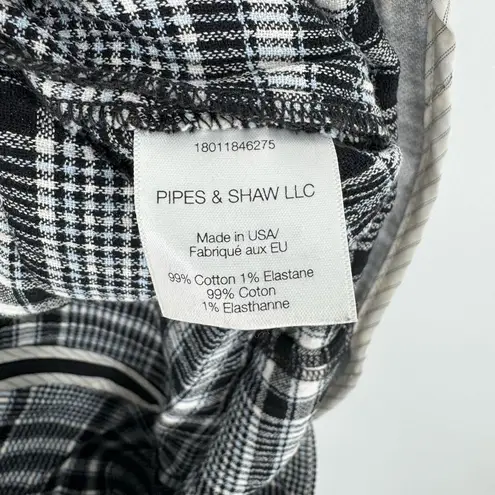 18011846275
PIPES & SHAW LLC
Made in USA/
Fabriqué aux EU
99% Cotton 1% Elastane
99% Coton
1% Elasthanne